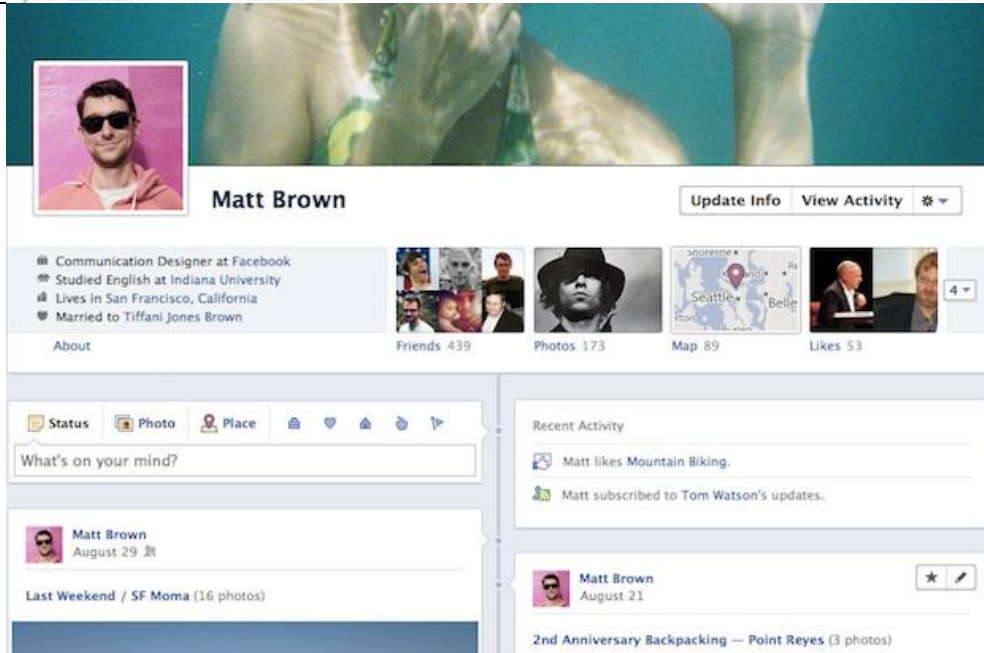 Matt Brown
Update Info
View Activity
Communication Designer at Facebook
Studied English at Indiana University
Lives in San Francisco, California
Married to Tiffani Jones Brown
About
Seattle
Belle
4
Friends 439
Photos 173
Map 89
Likes 53
Status
Photo
Place
What's on your mind?
Matt Brown
August 29
Last Weekend / SF Moma (16 photos)
Recent Activity
Matt likes Mountain Biking.
Matt subscribed to Tom Watson's updates.
Matt Brown
August 21
2nd Anniversary Backpacking — Point Reyes (3 photos)